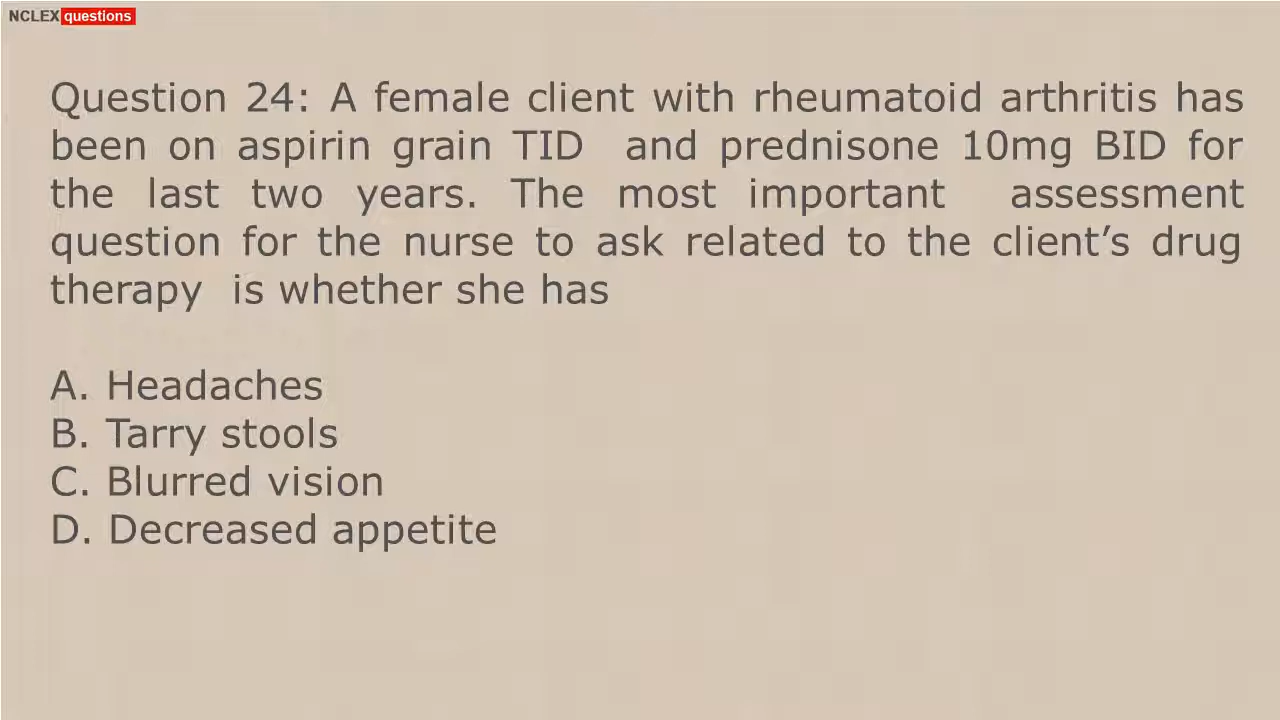 NCLEX questions
Question 24: A female client with rheumatoid arthritis has
been on aspirin grain TID and prednisone 10mg BID for
the last two years. The most important assessment
question for the nurse to ask related to the client’s drug
therapy is whether she has
A. Headaches
B. Tarry stools
C. Blurred vision
D. Decreased appetite